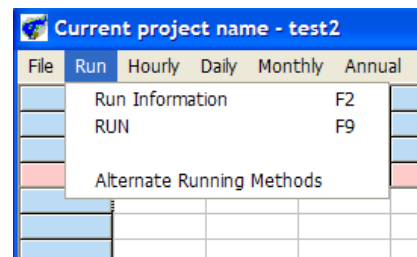 Current project name - test2
File Run Hourly Daily Monthly Annual
Run Information F2
RUN F9
Alternate Running Methods